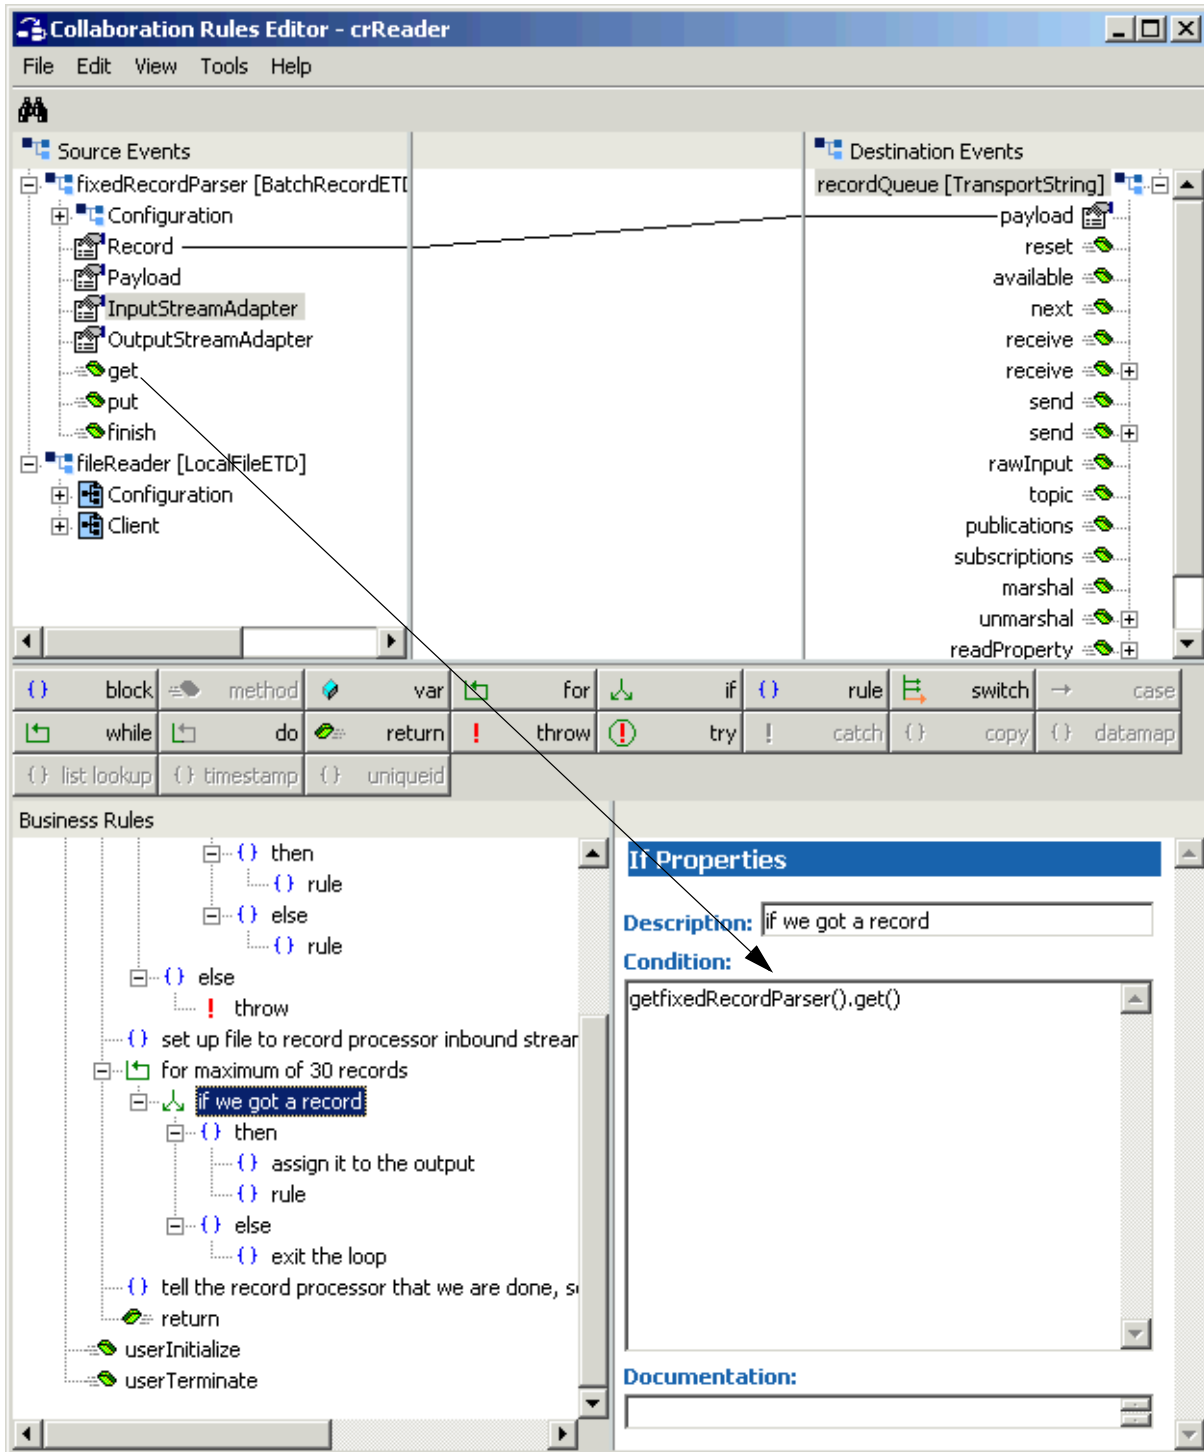 Collaboration Rules Editor - crReader
File Edit View Tools Help
Source Events
fixedRecordParser [BatchRecordETD
Configuration
Record
Payload
InputStreamAdapter
OutputStreamAdapter
get
put
finish
fileReader [LocalFileETD]
Configuration
Client
Destination Events
recordQueue [TransportString]
payload
reset
available
next
receive
receive
send
send
rawInput
topic
publications
subscriptions
marshal
unmarshal
readProperty
{} block method var for if {} rule switch case
while do return ! throw ! try ! catch {} copy {} datamap
{} list lookup {} timestamp {} uniqueid
Business Rules
{} then
{} rule
{} else
{} rule
{} else
! throw
{} set up file to record processor inbound strear
for maximum of 30 records
if we got a record
{} then
{} assign it to the output
{} rule
{} else
{} exit the loop
{} tell the record processor that we are done, s
return
userInitialize
userTerminate
If Properties
Description: if we got a record
Condition:
getfixedRecordParser().get()
Documentation: